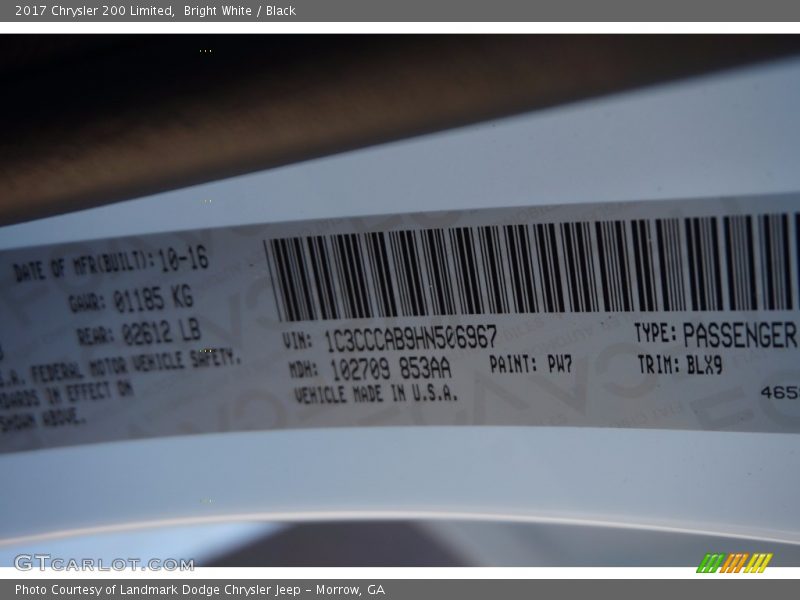 2017 Chrysler 200 Limited, Bright White / Black
DATE OF MFR(BUILT): 10-16
GAWR: 01185 KG
REAR: 02612 LB
.A. FEDERAL MOTOR VEHICLE SAFETY,
IN EFFECT ON
SHOWN ABOVE.
VIN: 1C3CCCAB9HN506967
TYPE: PASSENGER
MDH: 102709 853AA
PAINT: PW7
TRIM: BLX9
VEHICLE MADE IN U.S.A.
465
GTCARLOT.COM
Photo Courtesy of Landmark Dodge Chrysler Jeep – Morrow, GA